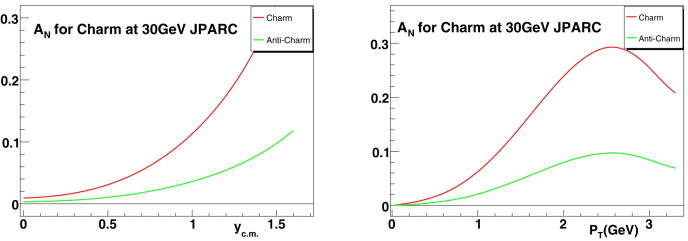 A_N for Charm at 30GeV JPARC
Charm
Anti-Charm
0.3
0.2
0.1
0
0
0.5
1
1.5
y_c.m.
A_N for Charm at 30GeV JPARC
Charm
Anti-Charm
0.3
0.2
0.1
0
0
1
2
3
P_T(GeV)